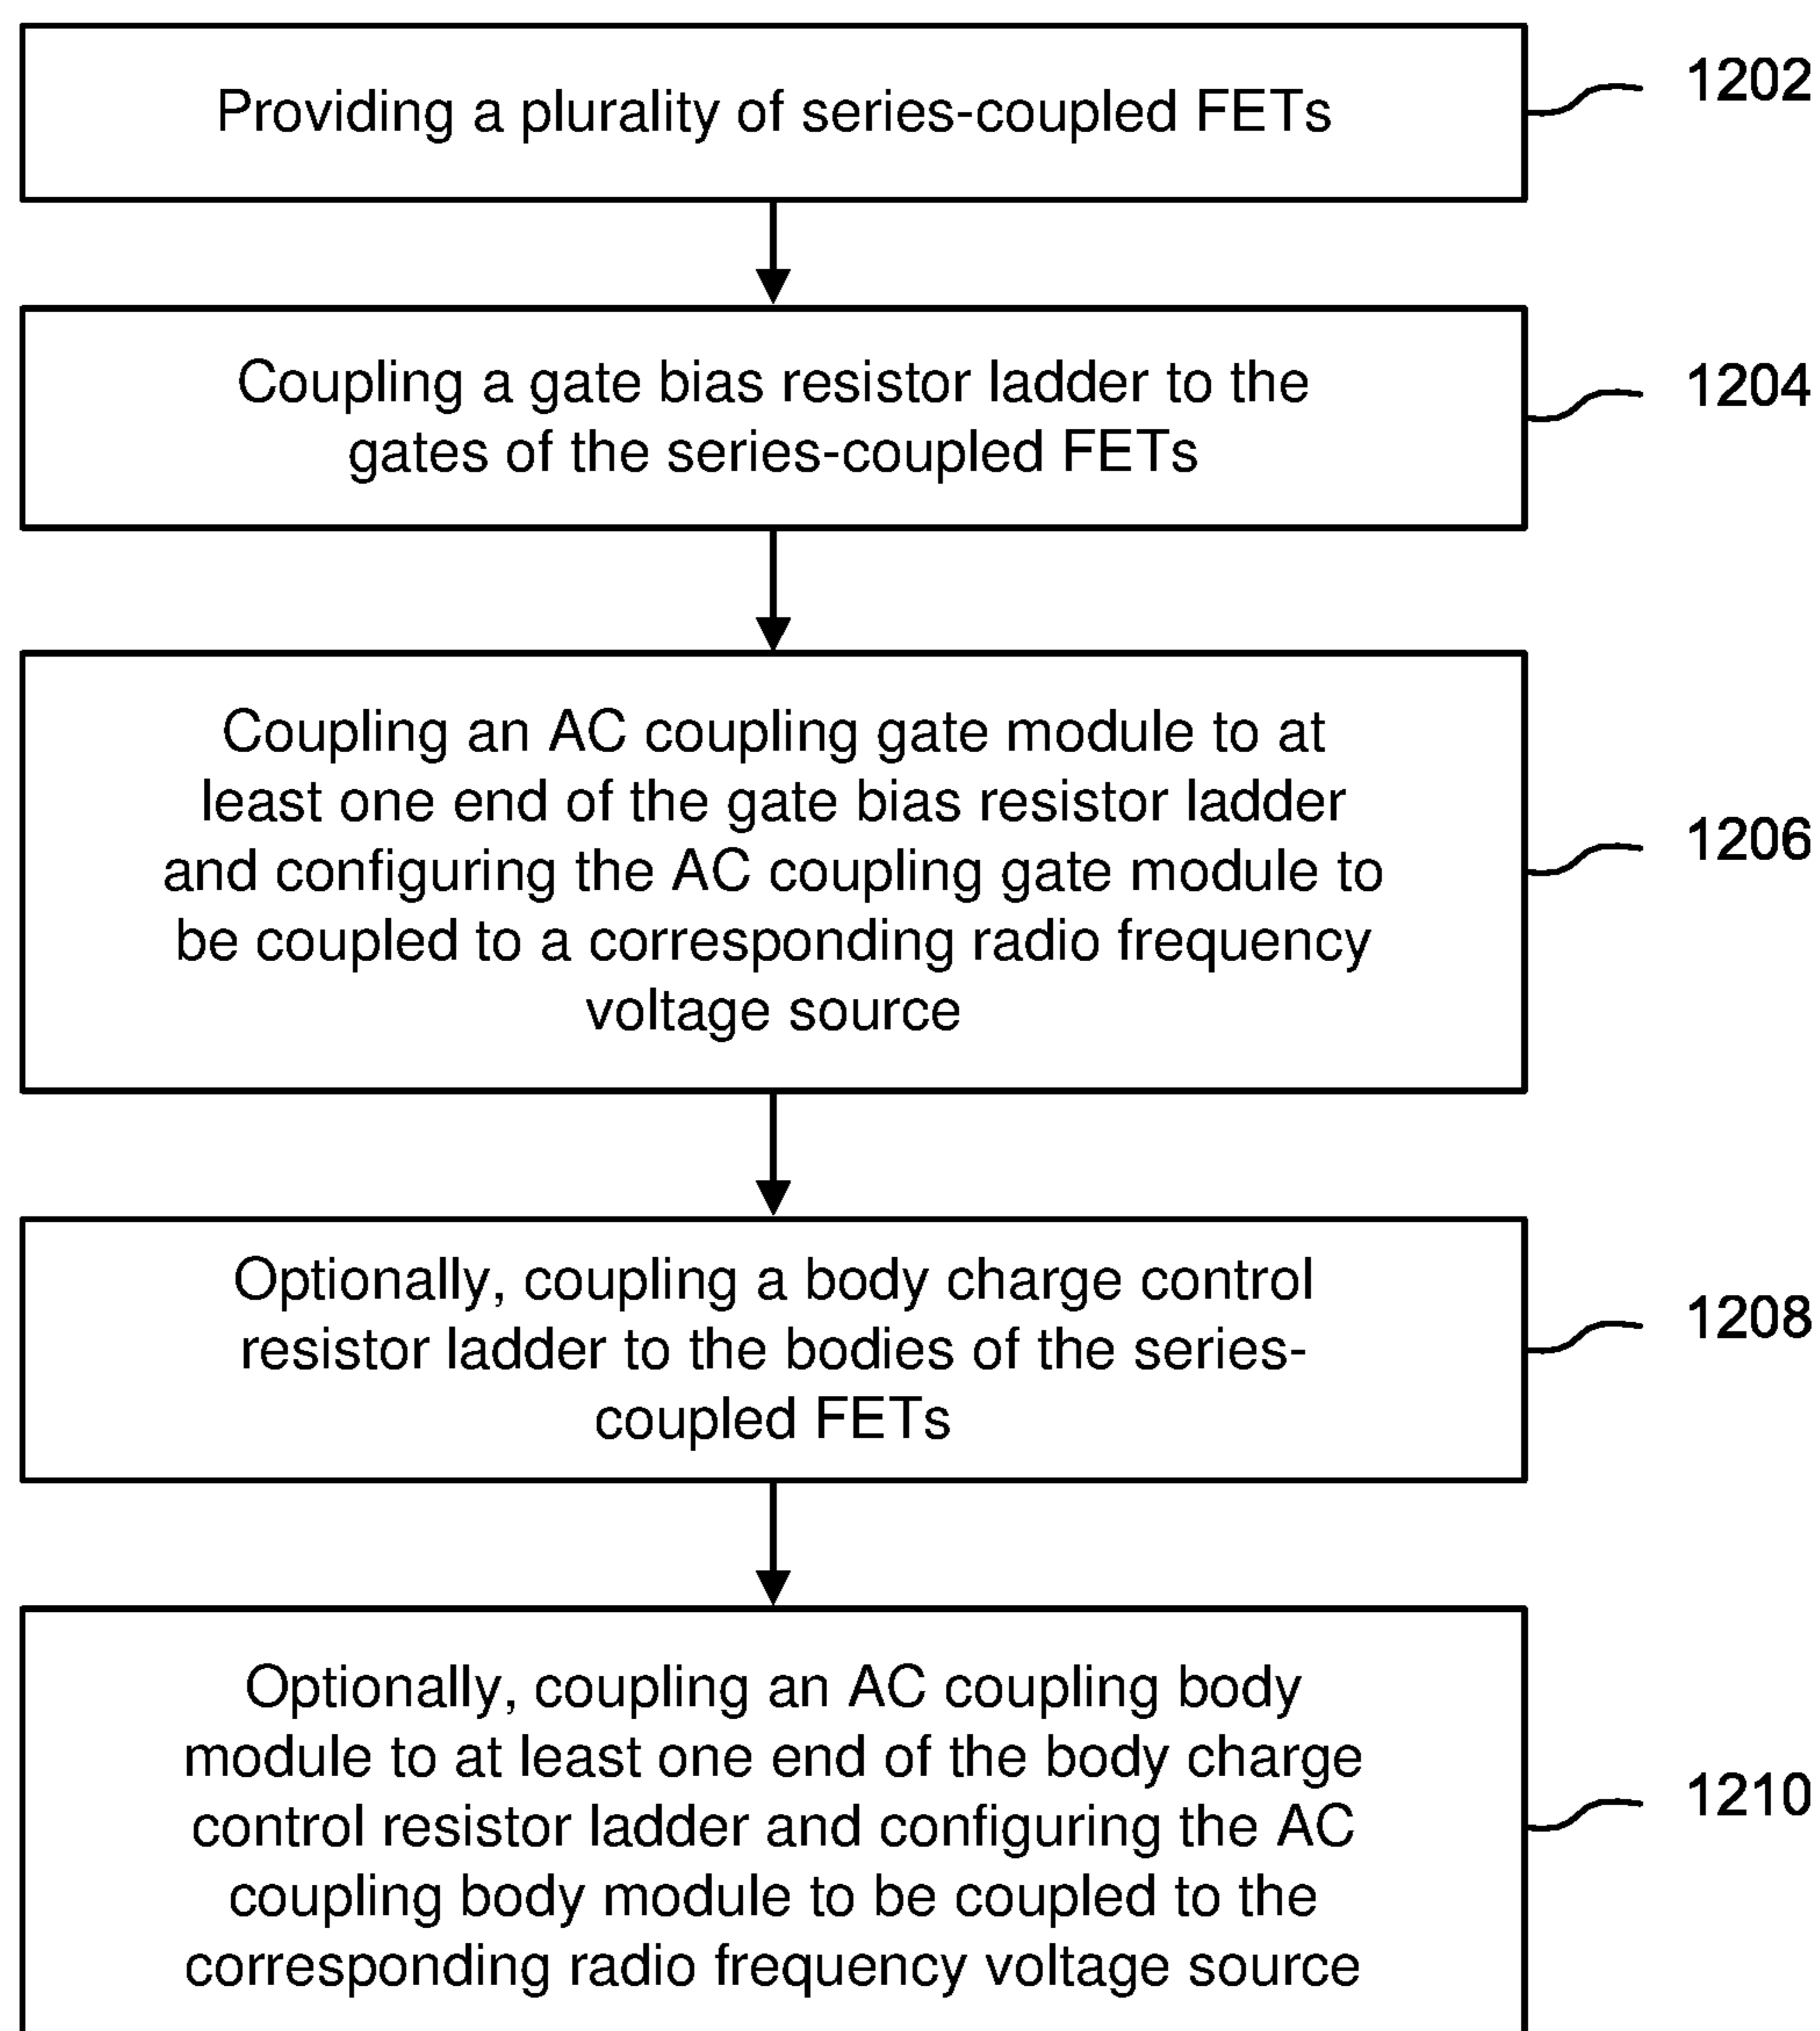 Providing a plurality of series-coupled FETs
1202
Coupling a gate bias resistor ladder to the
gates of the series-coupled FETs
1204
Coupling an AC coupling gate module to at
least one end of the gate bias resistor ladder
and configuring the AC coupling gate module to
be coupled to a corresponding radio frequency
voltage source
1206
Optionally, coupling a body charge control
resistor ladder to the bodies of the series-
coupled FETs
1208
Optionally, coupling an AC coupling body
module to at least one end of the body charge
control resistor ladder and configuring the AC
coupling body module to be coupled to the
corresponding radio frequency voltage source
1210